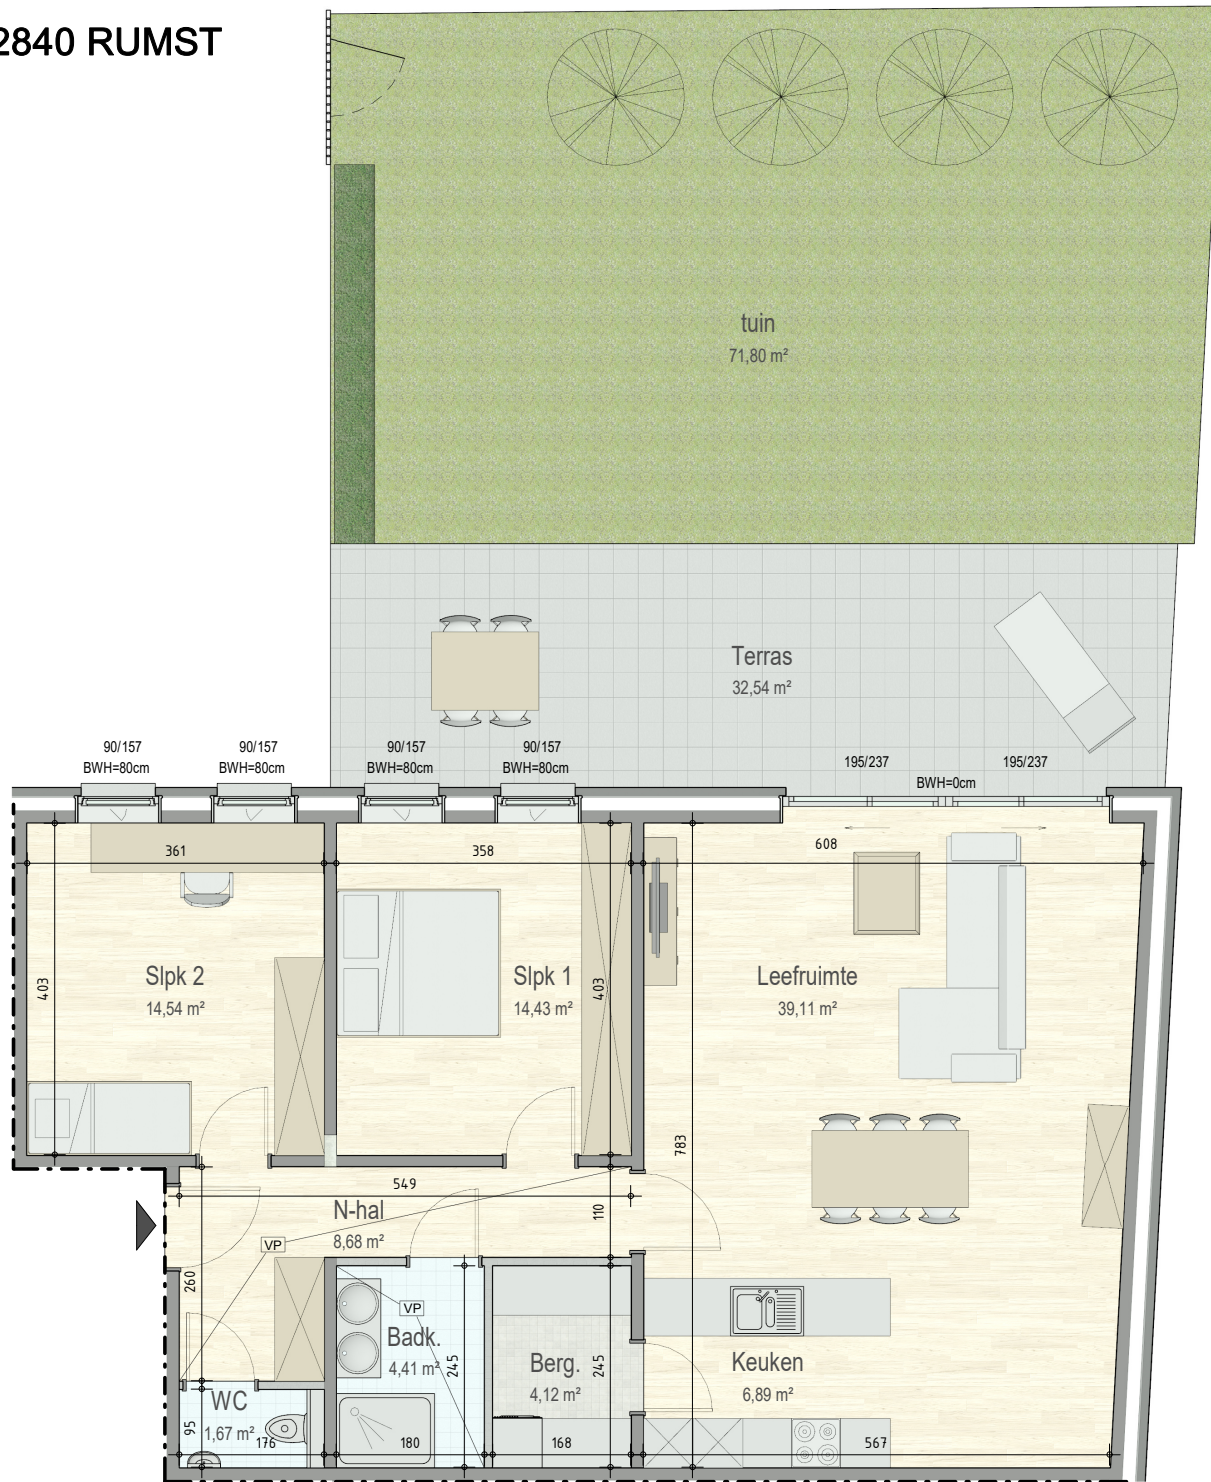 2840 RUMST
tuin
71,80 m²
Terras
32,54 m²
90/157
BWH=80cm
90/157
BWH=80cm
90/157
BWH=80cm
90/157
BWH=80cm
195/237
195/237
BWH=0cm
361
358
608
Slpk 2
14,54 m²
403
Slpk 1
14,43 m²
403
Leefruimte
39,11 m²
783
549
N-hal
8,68 m²
110
VP
260
VP
Badk.
4,41 m²
245
Berg.
4,12 m²
245
Keuken
6,89 m²
WC
1,67 m²
95
176
180
168
567